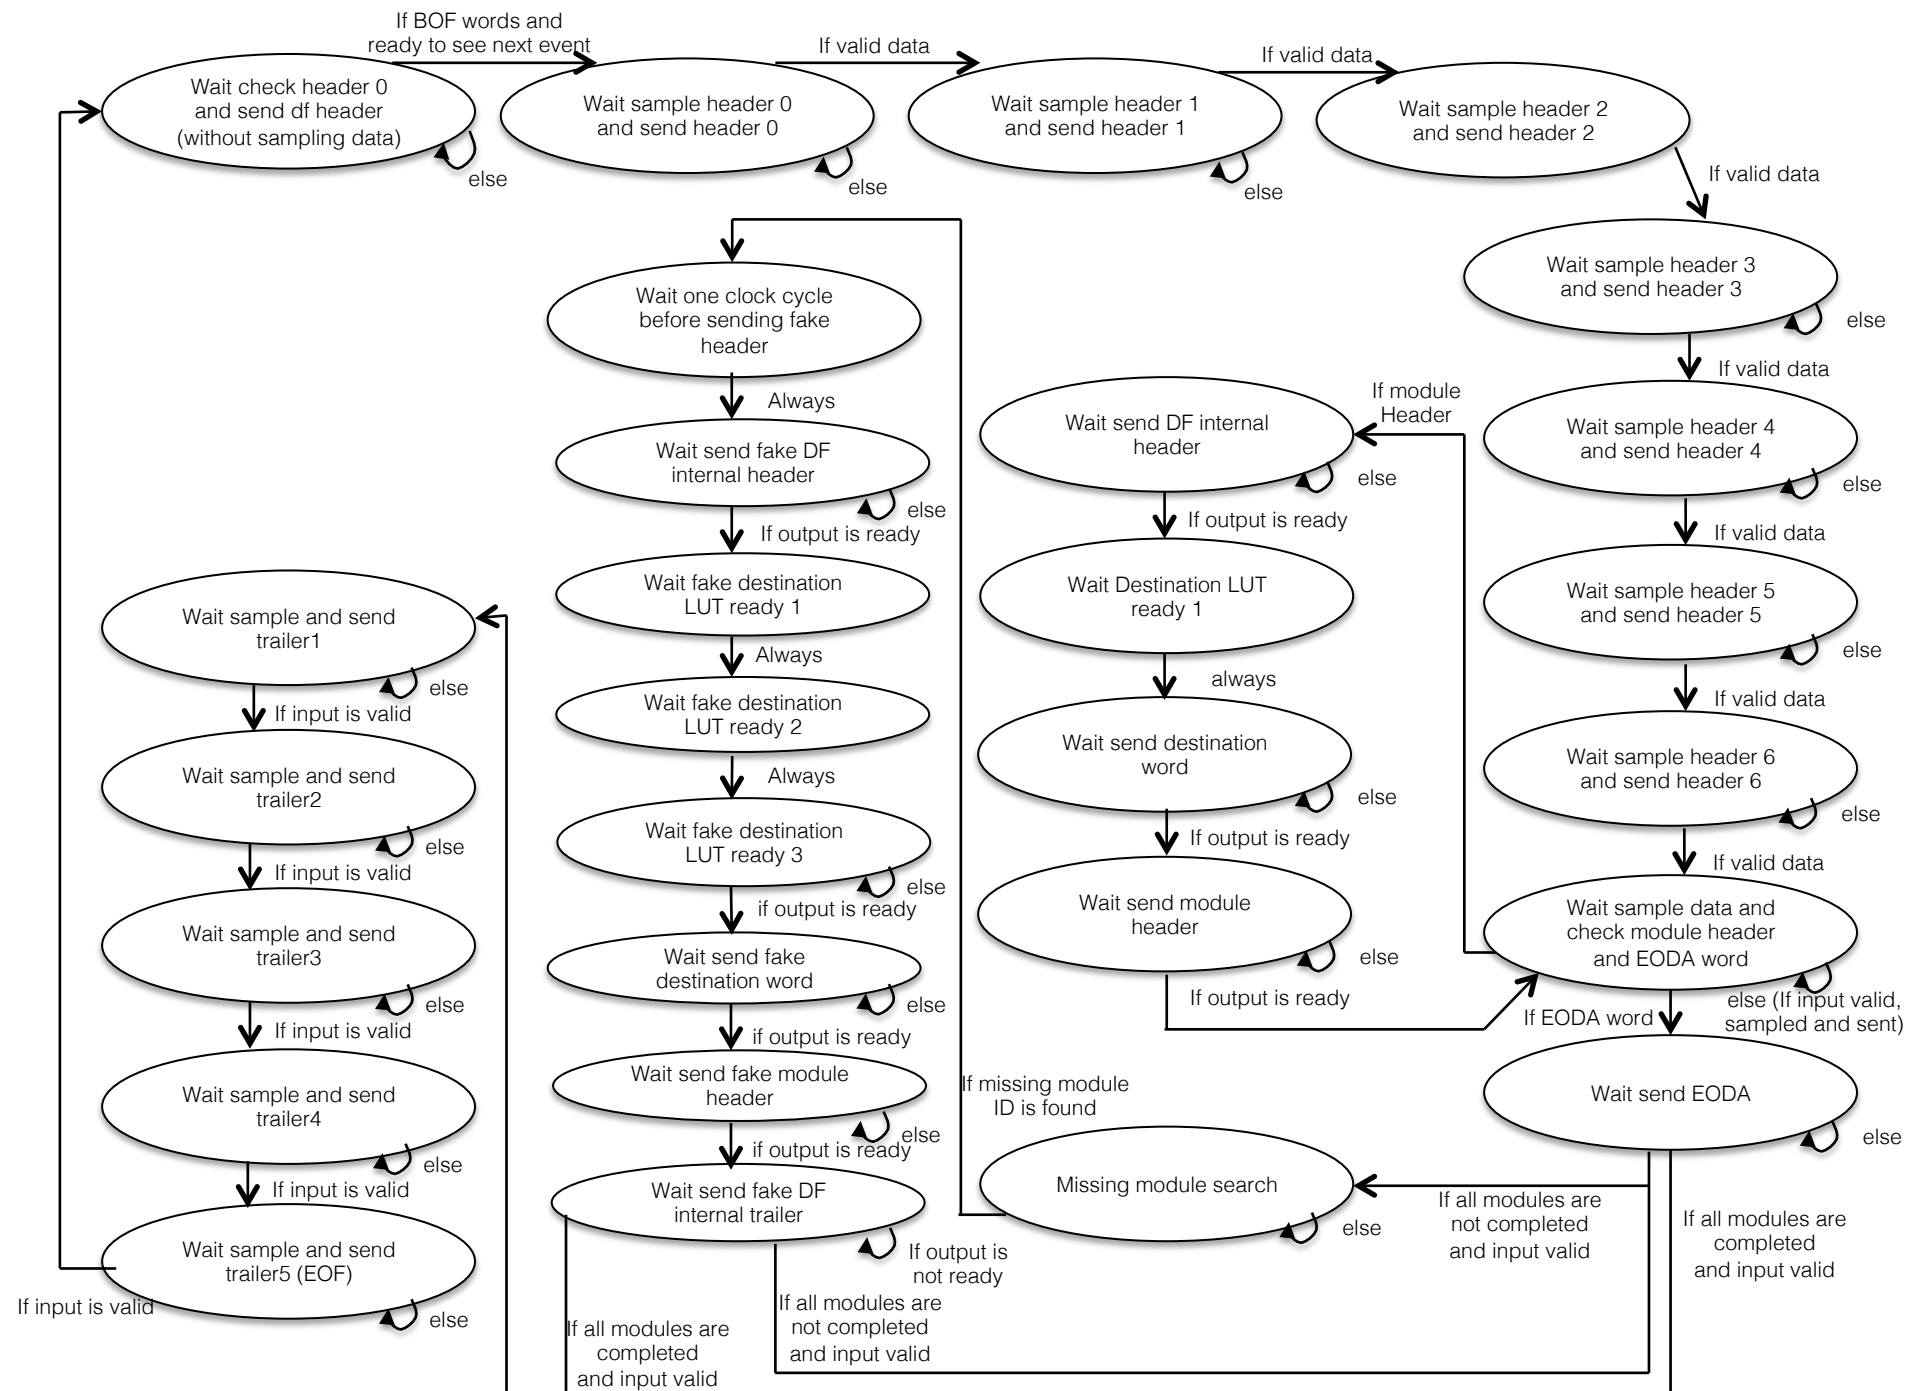 If BOF words and
ready to see next event
Wait check header 0
and send df header
(without sampling data)
else
If valid data
Wait sample header 0
and send header 0
else
If valid data
Wait sample header 1
and send header 1
else
Wait sample header 2
and send header 2
If valid data
Wait sample header 3
and send header 3
else
If valid data
Wait sample header 4
and send header 4
else
If valid data
Wait sample header 5
and send header 5
else
If valid data
Wait sample header 6
and send header 6
else
If valid data
Wait sample data and
check module header
and EODA word
else (If input valid,
sampled and sent)
If EODA word
Wait send EODA
else
If all modules are
completed
and input valid
If all modules are
not completed
and input valid
If module
Header
Wait send DF internal
header
else
If output is ready
Wait Destination LUT
ready 1
always
Wait send destination
word
else
If output is ready
Wait send module
header
else
If output is ready
Missing module search
else
If missing module
ID is found
Wait one clock cycle
before sending fake
header
Always
Wait send fake DF
internal header
else
If output is ready
Wait fake destination
LUT ready 1
Always
Wait fake destination
LUT ready 2
Always
Wait fake destination
LUT ready 3
else
if output is ready
Wait send fake
destination word
else
if output is ready
Wait send fake module
header
else
if output is ready
Wait send fake DF
internal trailer
If output is
not ready
If all modules are
not completed
and input valid
If all modules are
completed
and input valid
Wait sample and send
trailer1
else
If input is valid
Wait sample and send
trailer2
else
If input is valid
Wait sample and send
trailer3
else
If input is valid
Wait sample and send
trailer4
else
If input is valid
Wait sample and send
trailer5 (EOF)
else
If input is valid